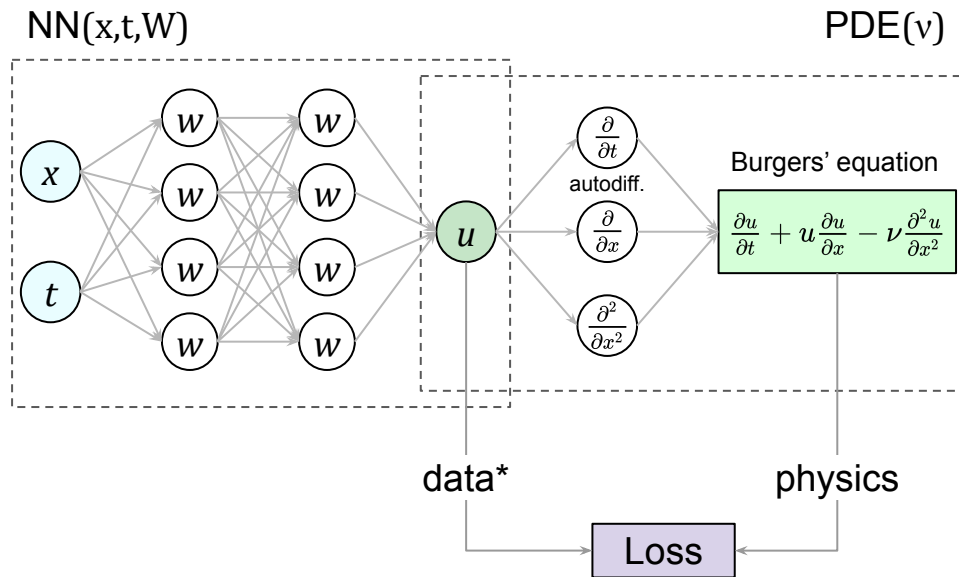 NN(x,t,W)
PDE(ν)
w w
x
w w
t
w w
w w
u
∂/∂t
autodiff.
∂/∂x
∂²/∂x²
Burgers’ equation
∂u/∂t + u ∂u/∂x − ν ∂²u/∂x²
data*
physics
Loss